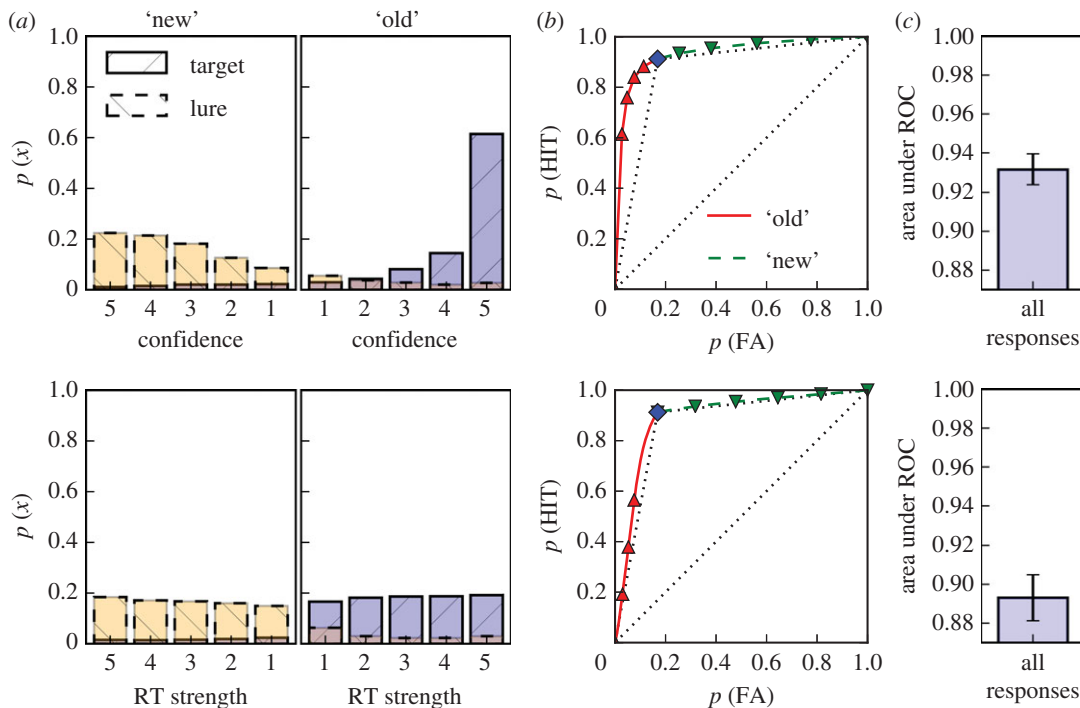 (a) 'new' 'old' (b) (c)
1.0 0.8 0.6 0.4 0.2 0
p (x)
target
lure
5 4 3 2 1
confidence
1 2 3 4 5
confidence
1.0 0.8 0.6 0.4 0.2
p (HIT)
'old'
'new'
0 0.2 0.4 0.6 0.8 1.0
p (FA)
1.00 0.98 0.96 0.94 0.92 0.90 0.88
area under ROC
all
responses
1.0 0.8 0.6 0.4 0.2 0
p (x)
5 4 3 2 1
RT strength
1 2 3 4 5
RT strength
1.0 0.8 0.6 0.4 0.2
p (HIT)
0 0.2 0.4 0.6 0.8 1.0
p (FA)
1.00 0.98 0.96 0.94 0.92 0.90 0.88
area under ROC
all
responses